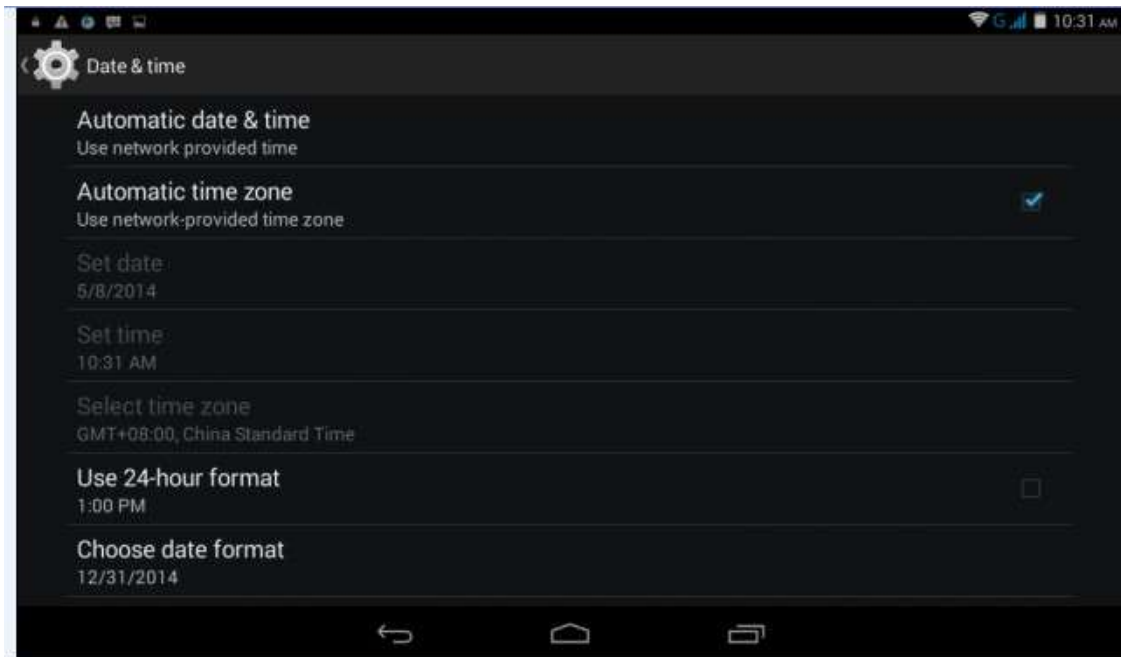 G 10:31 AM
Date & time
Automatic date & time
Use network provided time
Automatic time zone
Use network-provided time zone
Set date
5/8/2014
Set time
10:31 AM
Select time zone
GMT+08:00, China Standard Time
Use 24-hour format
1:00 PM
Choose date format
12/31/2014